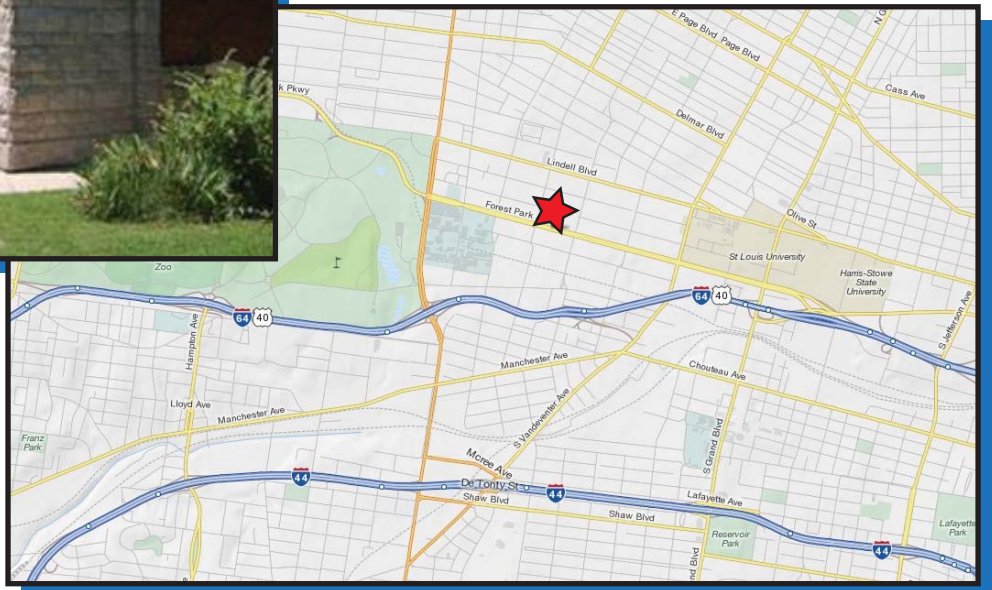 E Page Blvd
Page Blvd
N G
k Pkwy
Cass Ave
Delmar Blvd
Lindell Blvd
Forest Park
Olive St
St Louis University
Harris-Stowe
State
University
Zoo
64
40
64
40
S Jefferson Ave
Hampton Ave
Manchester Ave
Chouteau Ave
Lloyd Ave
Manchester Ave
S Vandeventer Ave
S Grand Blvd
Franz
Park
Mcree Ave
44
De Tonty St
44
Shaw Blvd
Lafayette Ave
Shaw Blvd
Reservoir
Park
Lafayette
Park
44
nd Blvd